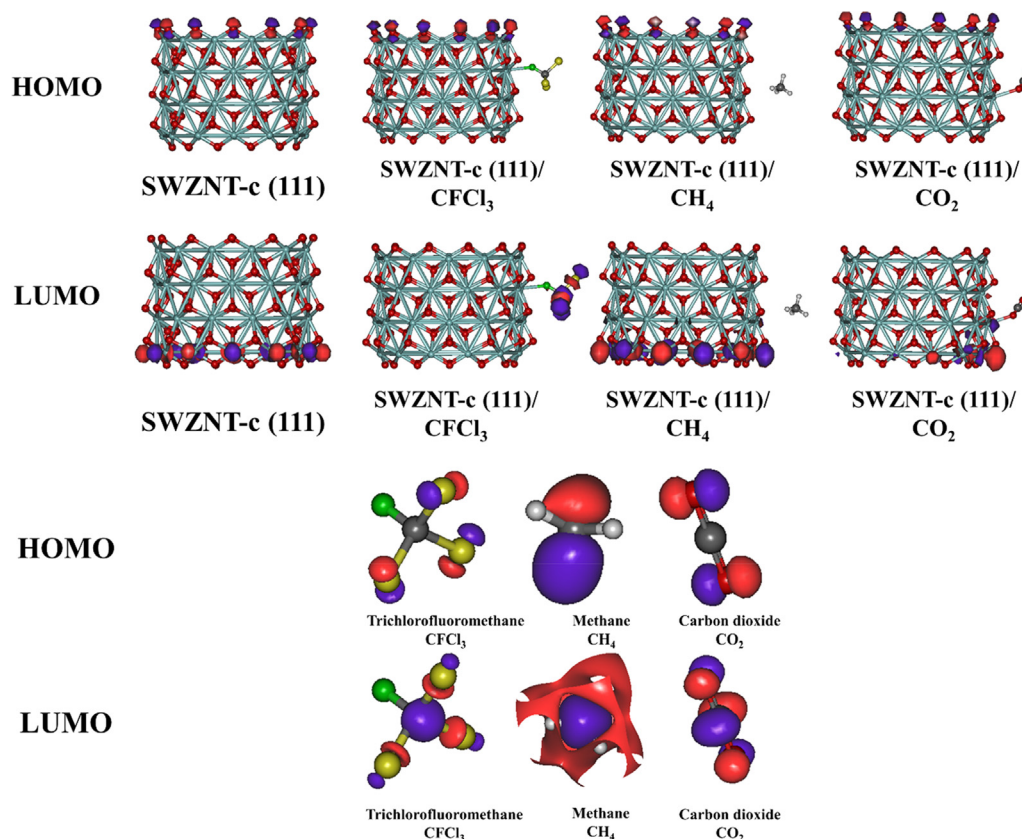 HOMO
SWZNT-c (111)
SWZNT-c (111)/
CFCl₃
SWZNT-c (111)/
CH₄
SWZNT-c (111)/
CO₂
LUMO
SWZNT-c (111)
SWZNT-c (111)/
CFCl₃
SWZNT-c (111)/
CH₄
SWZNT-c (111)/
CO₂
HOMO
Trichlorofluoromethane
CFCl₃
Methane
CH₄
Carbon dioxide
CO₂
LUMO
Trichlorofluoromethane
CFCl₃
Methane
CH₄
Carbon dioxide
CO₂